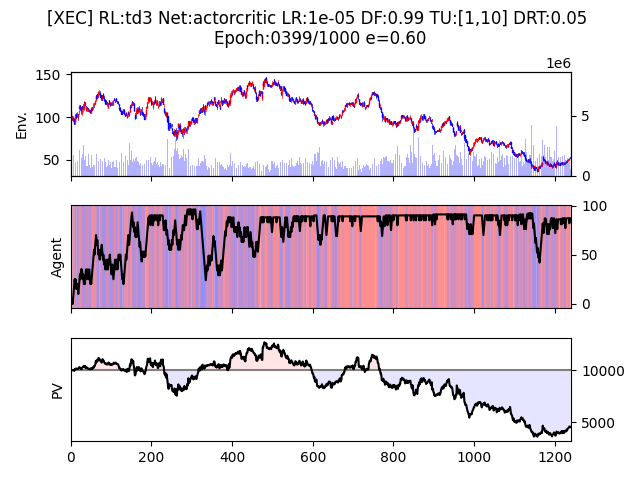 [XEC] RL:td3 Net:actorcritic LR:1e-05 DF:0.99 TU:[1,10] DRT:0.05
Epoch:0399/1000 e=0.60
1e6
150
100
50
Env.
5
0
Agent
100
50
0
PV
10000
5000
0 200 400 600 800 1000 1200